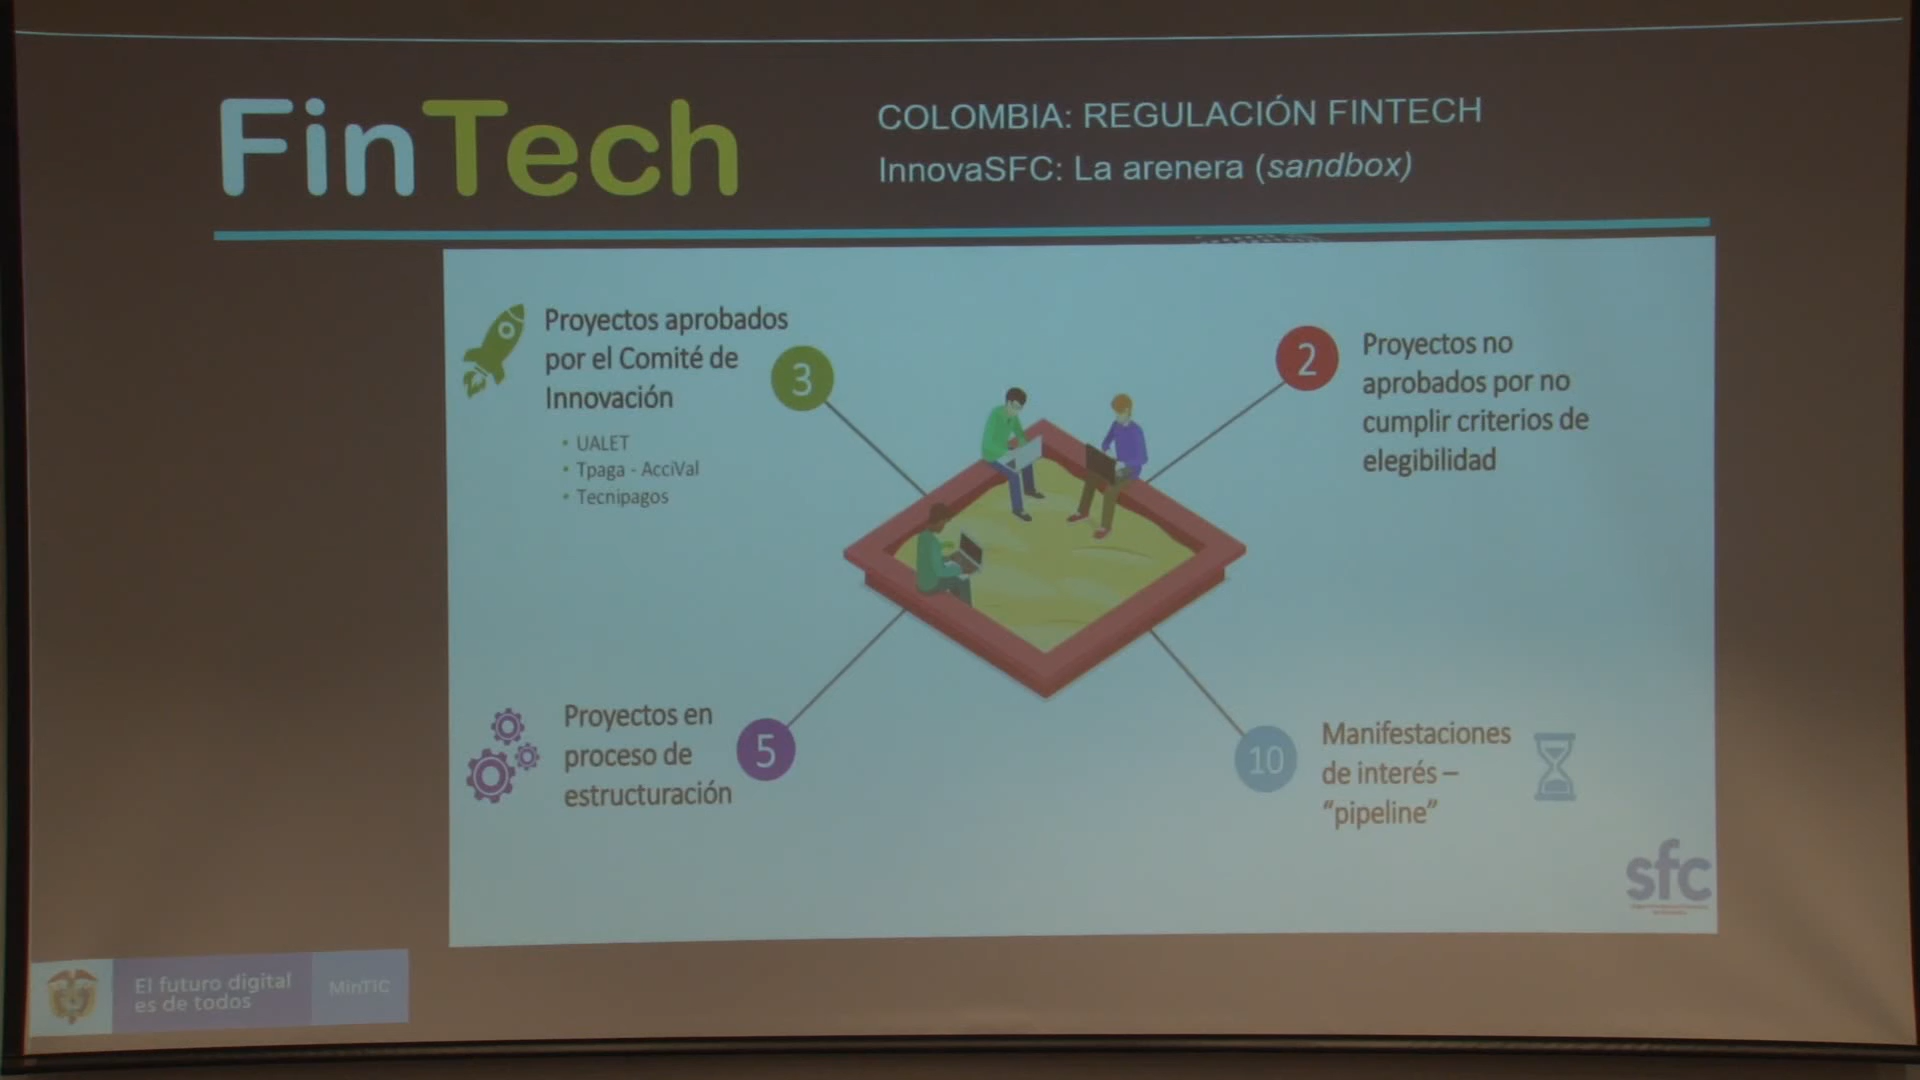 FinTech
COLOMBIA: REGULACIÓN FINTECH
InnovaSFC: La arenera (sandbox)
Proyectos aprobados
por el Comité de
Innovación
3
• UALET
• Tpaga - AcciVal
• Tecnipagos
2
Proyectos no
aprobados por no
cumplir criterios de
elegibilidad
Proyectos en
proceso de
estructuración
5
10
Manifestaciones
de interés –
“pipeline”
sfc
El futuro digital
es de todos
MinTIC